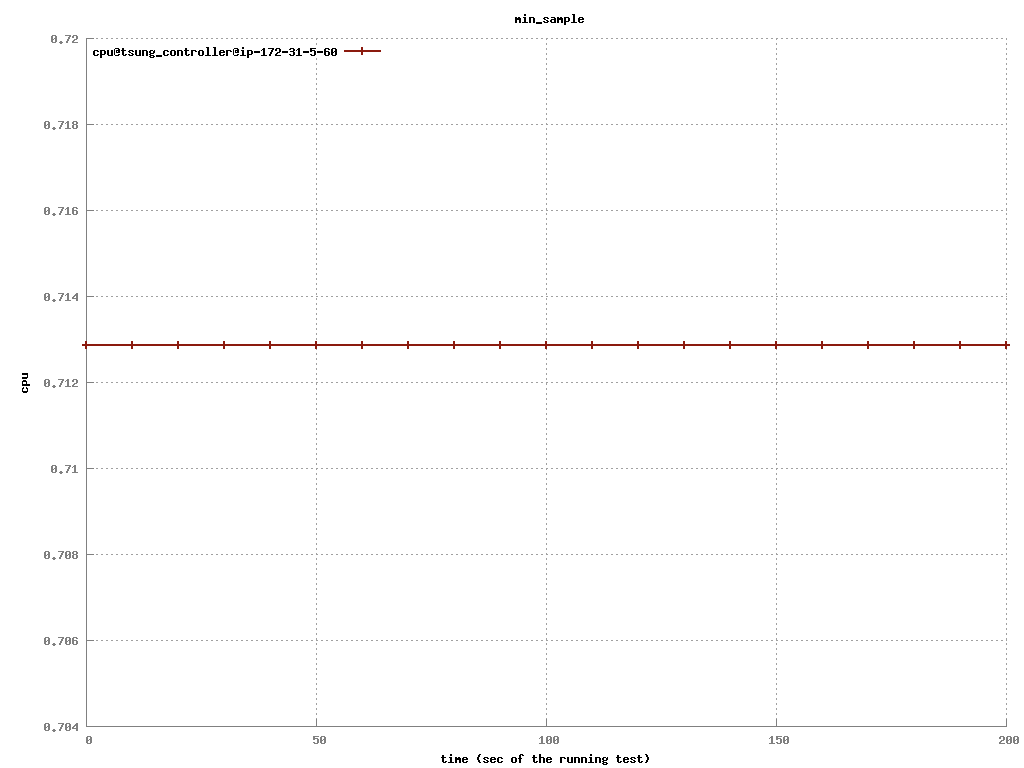 min_sample
0.72
cpu@tsung_controller@ip-172-31-5-60
0.718
0.716
0.714
0.712
cpu
0.71
0.708
0.706
0.704
0 50 100 150 200
time (sec of the running test)